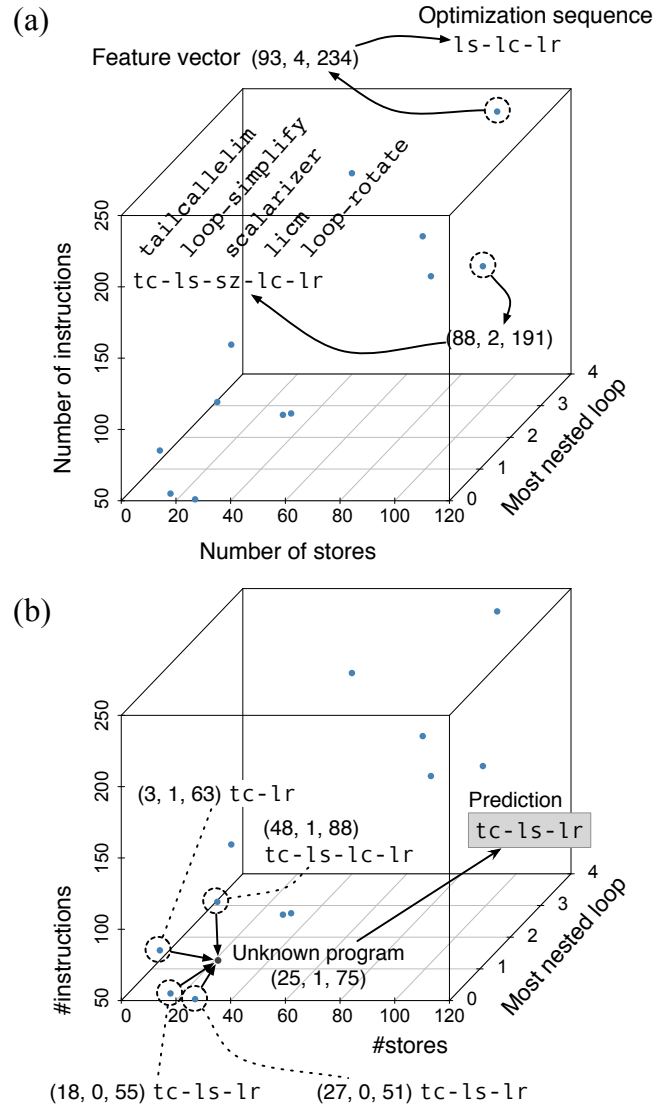 (a)
Optimization sequence
ls-lc-lr
Feature vector (93, 4, 234)
tailcallelim
loop-simplify
scalarizer
licm
loop-rotate
tc-ls-sz-lc-lr
(88, 2, 191)
Number of instructions
250
200
150
100
50
0 20 40 60 80 100 120
Number of stores
0
1
2
3
4
Most nested loop
(b)
250
200
150
100
50
#instructions
(3, 1, 63) tc-lr
(48, 1, 88)
tc-ls-lc-lr
Prediction
tc-ls-lr
Unknown program
(25, 1, 75)
0
1
2
3
4
Most nested loop
0 20 40 60 80 100 120
#stores
(18, 0, 55) tc-ls-lr
(27, 0, 51) tc-ls-lr